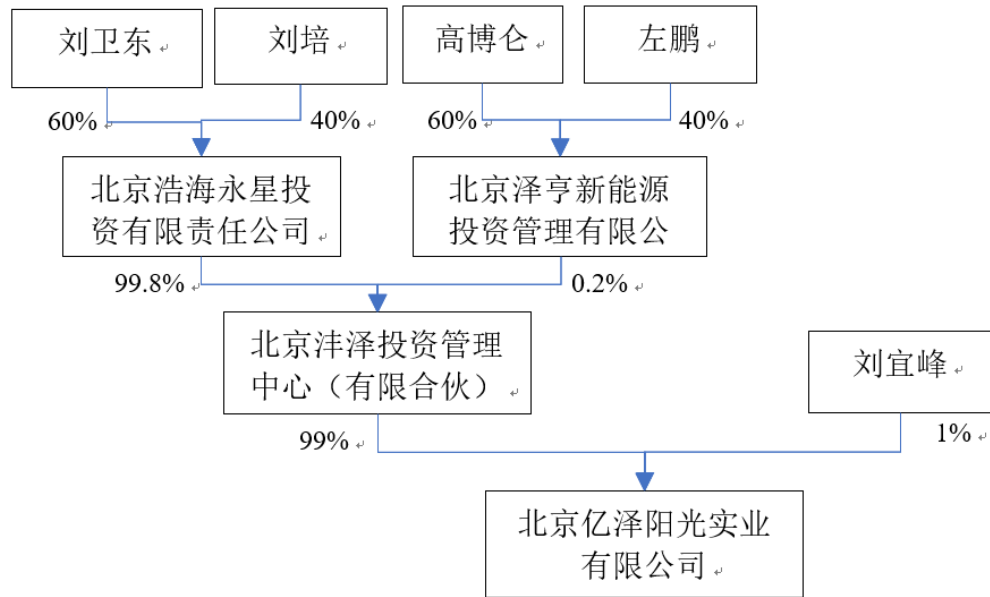 刘卫东
刘培
高博仑
左鹏
60%
40%
60%
40%
北京浩海永星投
资有限责任公司
北京泽亨新能源
投资管理有限公
99.8%
0.2%
北京沣泽投资管理
中心（有限合伙）
刘宜峰
99%
1%
北京亿泽阳光实业
有限公司